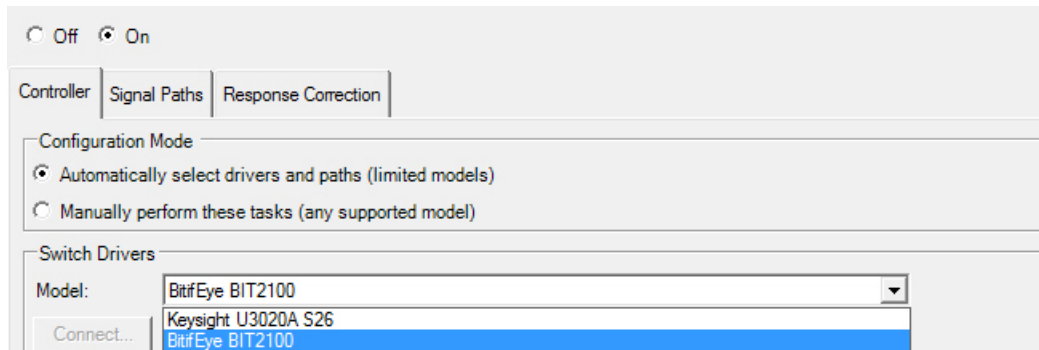 Off On
Controller Signal Paths Response Correction
Configuration Mode
Automatically select drivers and paths (limited models)
Manually perform these tasks (any supported model)
Switch Drivers
Model: BitifEye BIT2100
Keysight U3020A S26
Connect... BitifEye BIT2100